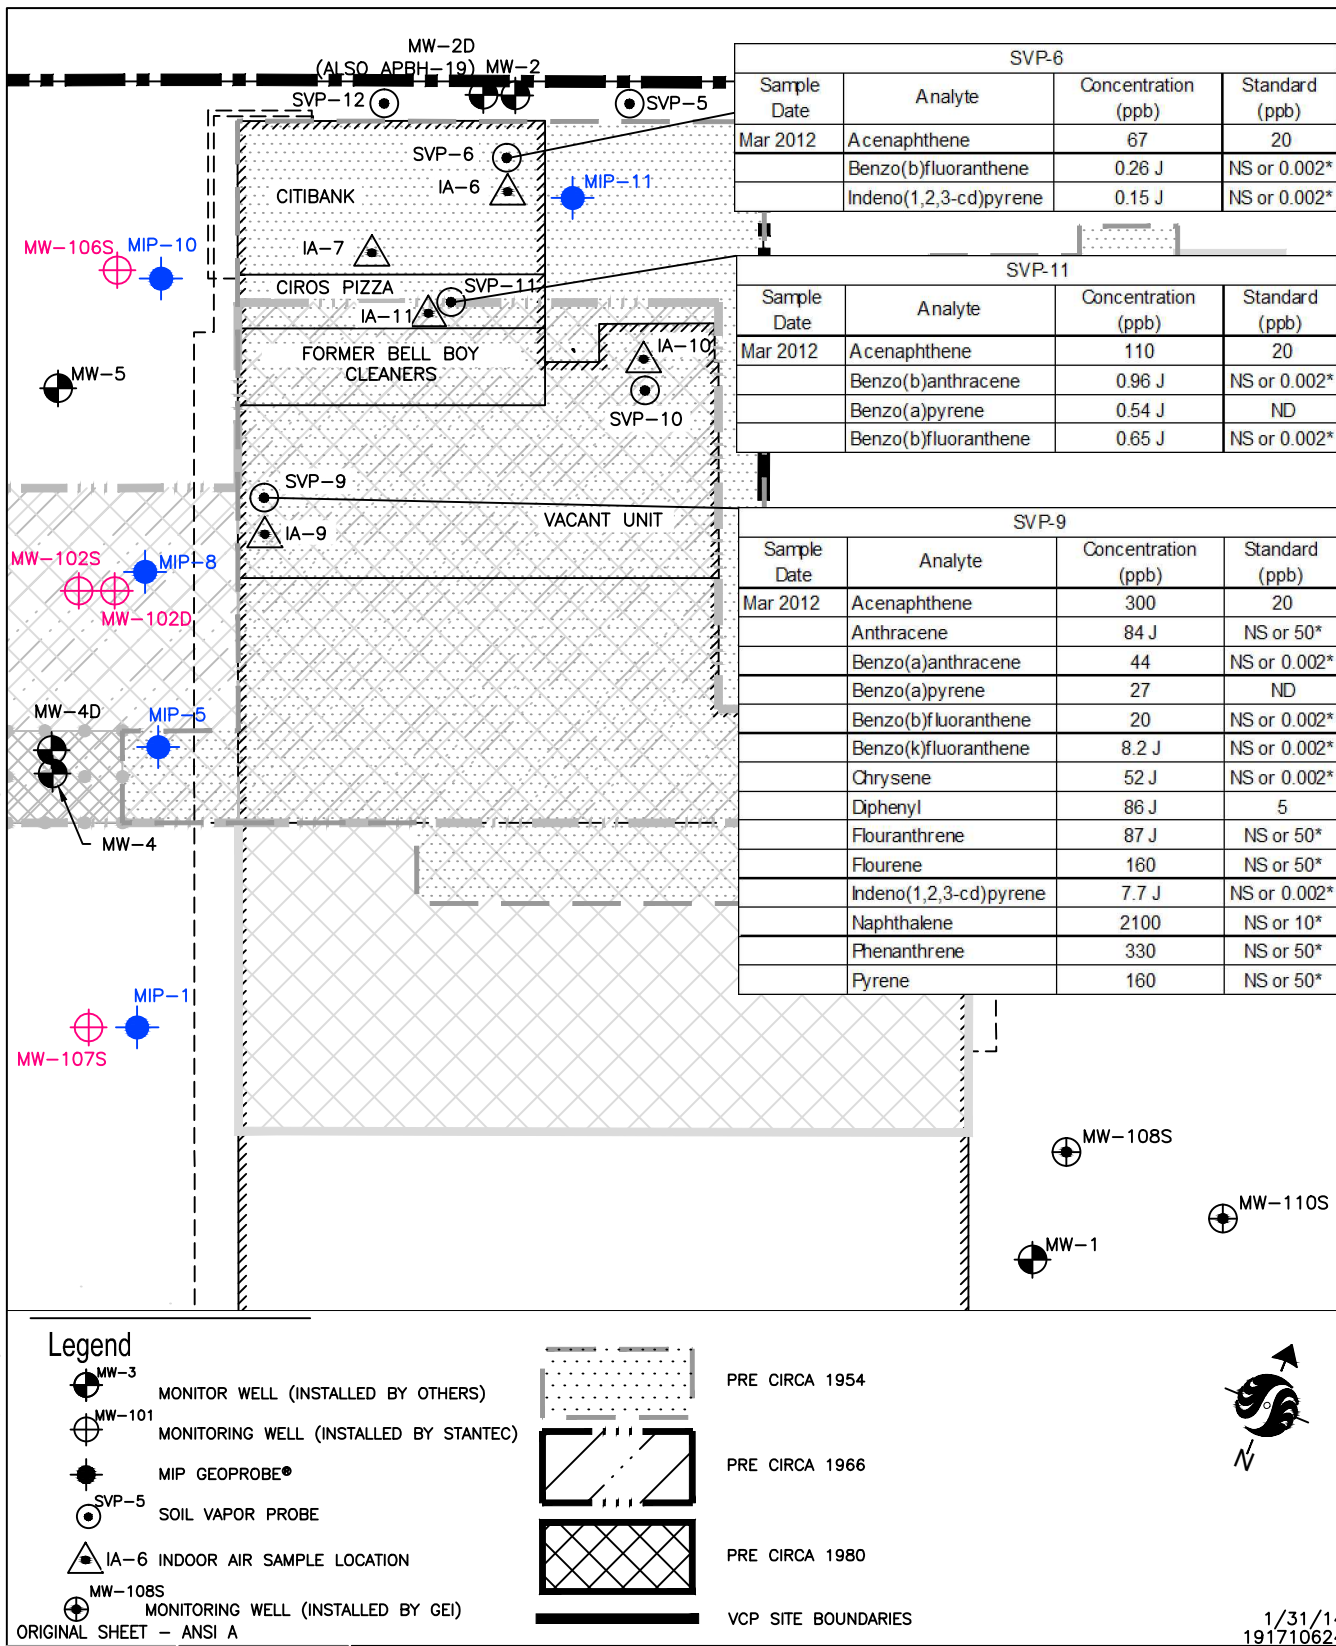 MW-2D
(ALSO APBH-19) MW-2
SVP-12
SVP-5
SVP-6
IA-6
CITIBANK
MIP-11
IA-7
MW-106S MIP-10
CIROS PIZZA
SVP-11
IA-11
FORMER BELL BOY
CLEANERS
IA-10
SVP-10
MW-5
SVP-9
IA-9
VACANT UNIT
MW-102S
MIP-8
MW-102D
MW-4D
MIP-5
MW-4
MIP-1
MW-107S
MW-108S
MW-110S
MW-1
SVP-6
Sample Date Analyte Concentration (ppb) Standard (ppb)
Mar 2012 Acenaphthene 67 20
Benzo(b)fluoranthene 0.26 J NS or 0.002*
Indeno(1,2,3-cd)pyrene 0.15 J NS or 0.002*
SVP-11
Sample Date Analyte Concentration (ppb) Standard (ppb)
Mar 2012 Acenaphthene 110 20
Benzo(b)anthracene 0.96 J NS or 0.002*
Benzo(a)pyrene 0.54 J ND
Benzo(b)fluoranthene 0.65 J NS or 0.002*
SVP-9
Sample Date Analyte Concentration (ppb) Standard (ppb)
Mar 2012 Acenaphthene 300 20
Anthracene 84 J NS or 50*
Benzo(a)anthracene 44 NS or 0.002*
Benzo(a)pyrene 27 ND
Benzo(b)fluoranthene 20 NS or 0.002*
Benzo(k)fluoranthene 8.2 J NS or 0.002*
Chrysene 52 J NS or 0.002*
Diphenyl 86 J 5
Flouranthrene 87 J NS or 50*
Flourene 160 NS or 50*
Indeno(1,2,3-cd)pyrene 7.7 J NS or 0.002*
Naphthalene 2100 NS or 10*
Phenanthrene 330 NS or 50*
Pyrene 160 NS or 50*
Legend
MW-3
MONITOR WELL (INSTALLED BY OTHERS)
MW-101
MONITORING WELL (INSTALLED BY STANTEC)
MIP GEOPROBE®
SVP-5
SOIL VAPOR PROBE
IA-6 INDOOR AIR SAMPLE LOCATION
MW-108S
MONITORING WELL (INSTALLED BY GEI)
ORIGINAL SHEET - ANSI A
PRE CIRCA 1954
PRE CIRCA 1966
PRE CIRCA 1980
VCP SITE BOUNDARIES
N
1/31/14
19171062